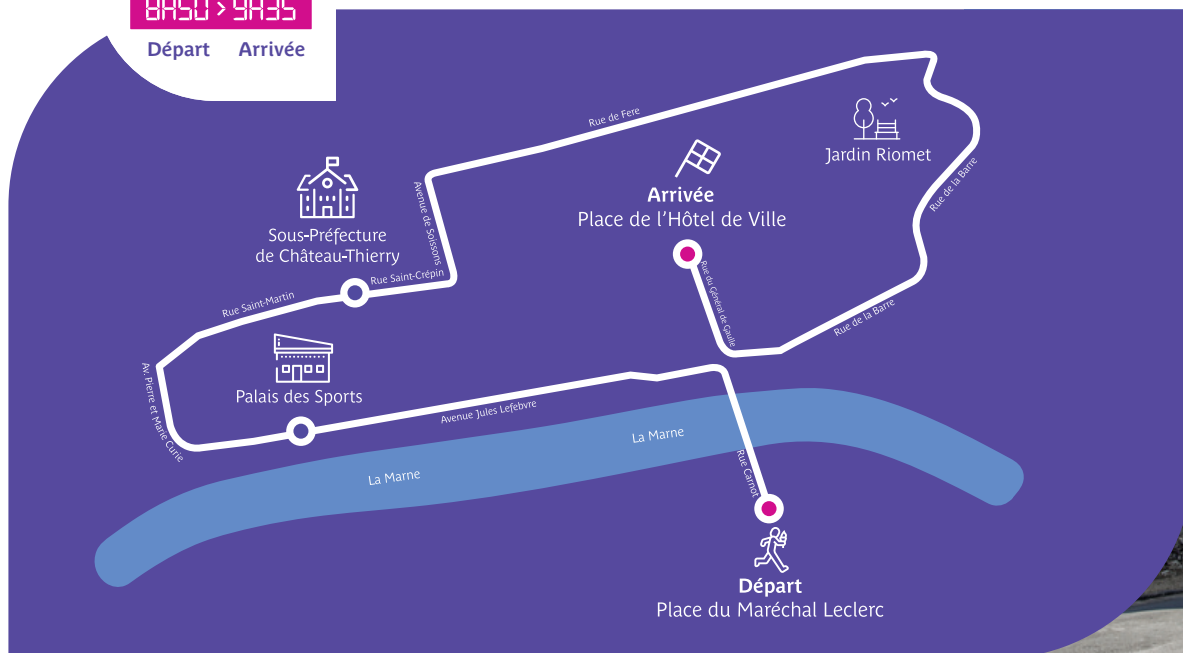 8H50 > 9H35
Départ Arrivée
Rue de Fere
Jardin Riomet
Rue de la Barre
Arrivée
Place de l'Hôtel de Ville
Avenue de Soissons
Sous-Préfecture
de Château-Thierry
Rue Saint-Crépin
Rue du Général de Gaulle
Rue Saint-Martin
Rue de la Barre
Palais des Sports
Av. Pierre et Marie Curie
Avenue Jules Lefebvre
La Marne
La Marne
Rue Carnot
Départ
Place du Maréchal Leclerc